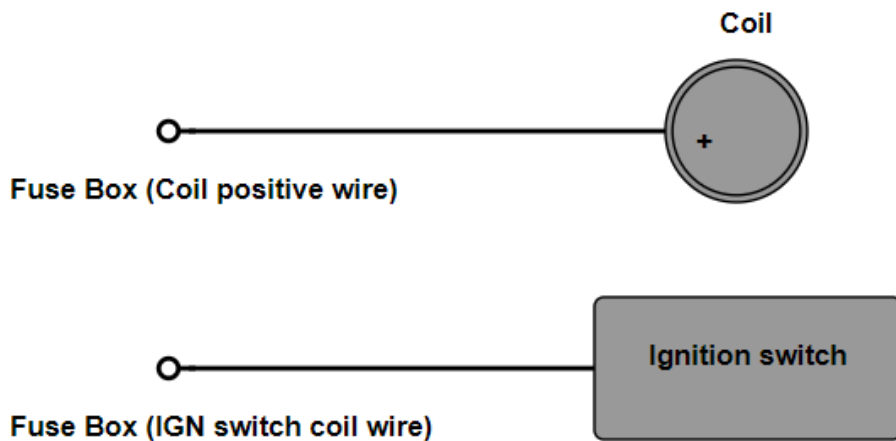 Coil
+
Fuse Box (Coil positive wire)
Ignition switch
Fuse Box (IGN switch coil wire)